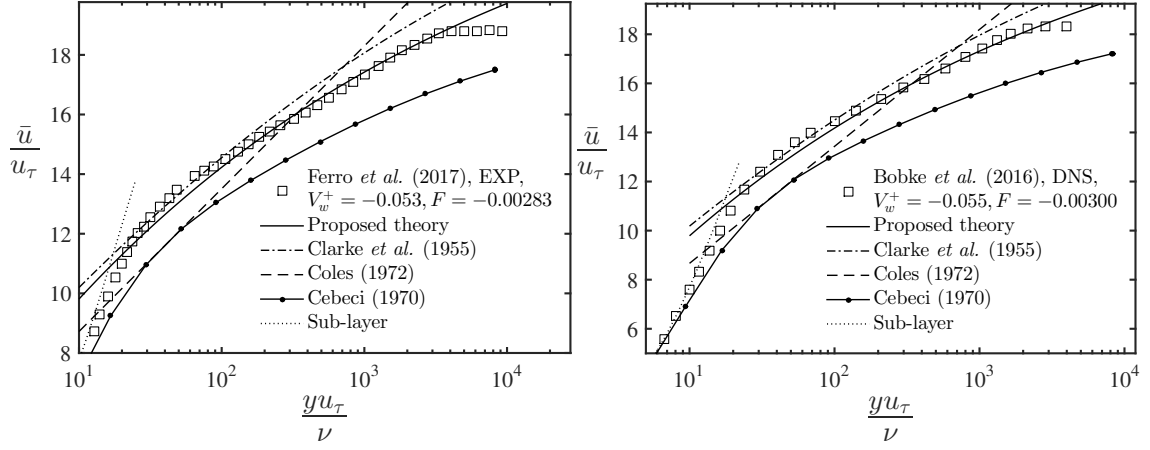 18
16
14
12
10
8
ū
u_τ
Ferro et al. (2017), EXP,
V_w^+ = −0.053, F = −0.00283
Proposed theory
Clarke et al. (1955)
Coles (1972)
Cebeci (1970)
Sub-layer
10^1 10^2 10^3 10^4
yu_τ
ν
18
16
14
12
10
8
6
ū
u_τ
Bobke et al. (2016), DNS,
V_w^+ = −0.055, F = −0.00300
Proposed theory
Clarke et al. (1955)
Coles (1972)
Cebeci (1970)
Sub-layer
10^1 10^2 10^3 10^4
yu_τ
ν